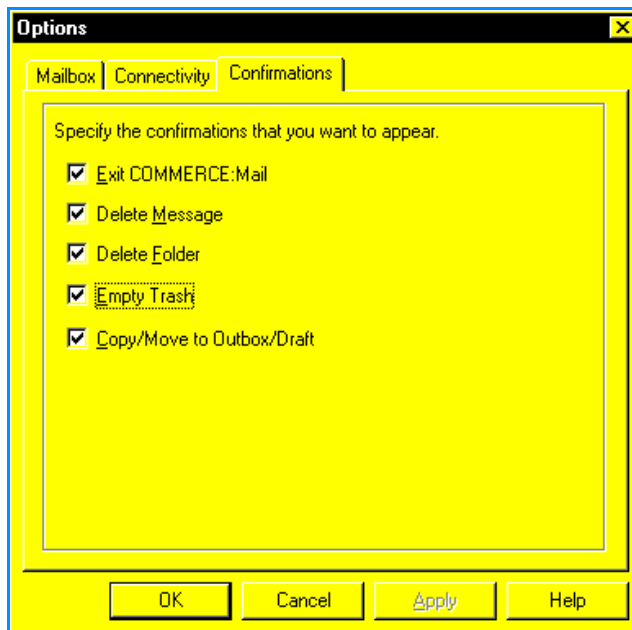 Options
Mailbox Connectivity Confirmations
Specify the confirmations that you want to appear.
Exit COMMERCE:Mail
Delete Message
Delete Folder
Empty Trash
Copy/Move to Outbox/Draft
OK Cancel Apply Help